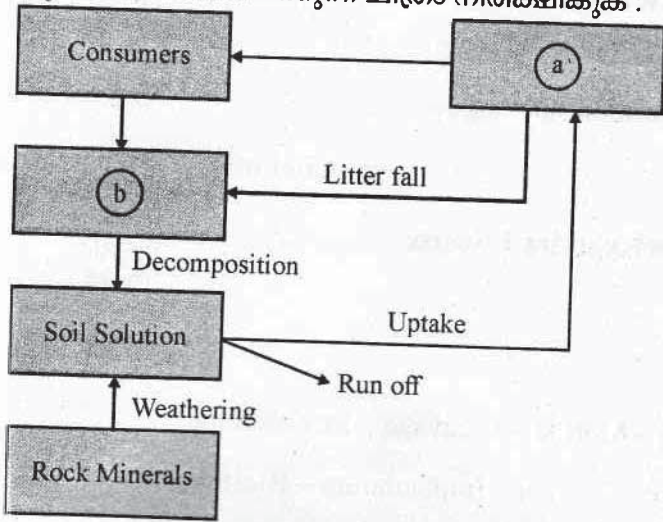 ചിത്രം നിരീക്ഷിക്കുക .
Consumers
a
b
Litter fall
Decomposition
Soil Solution
Uptake
Run off
Weathering
Rock Minerals